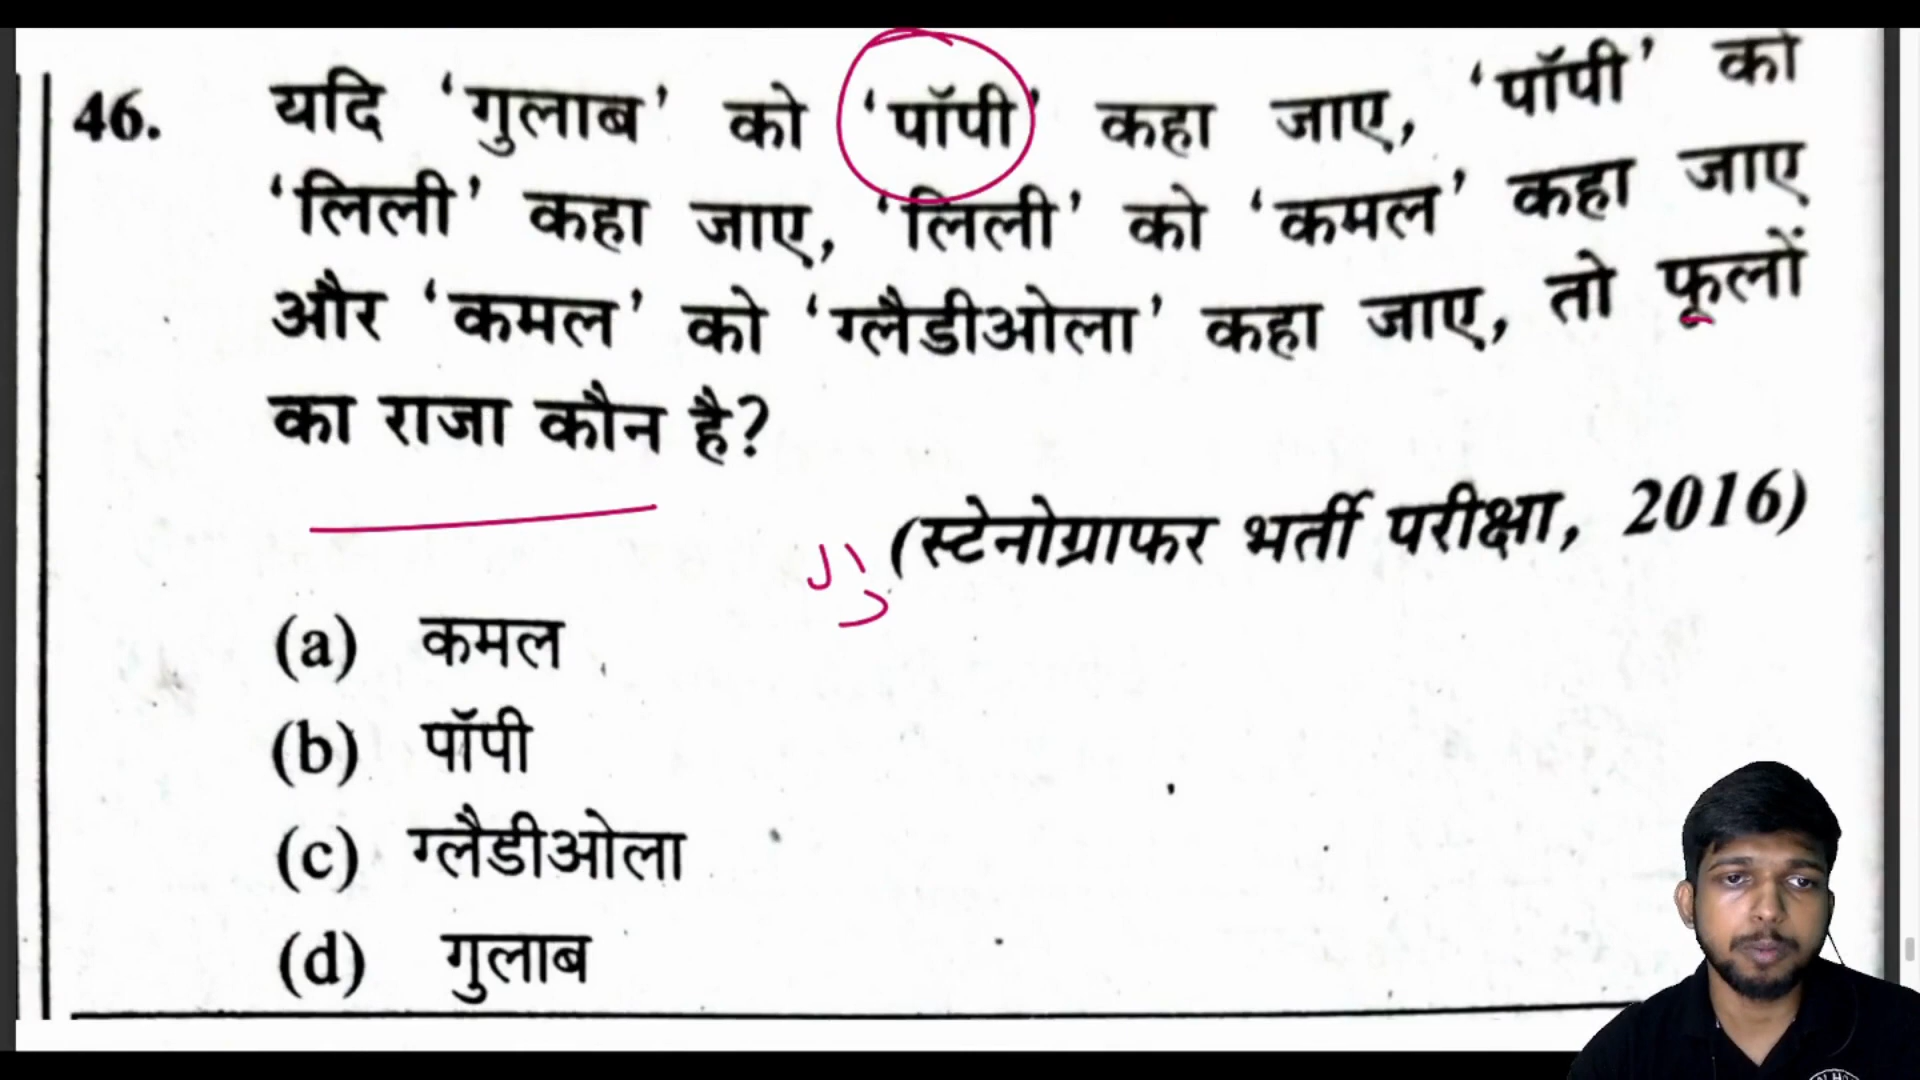 46. यदि ‘गुलाब’ को ‘पॉपी’ कहा जाए, ‘पॉपी’ को
‘लिली’ कहा जाए, ‘लिली’ को ‘कमल’ कहा जाए
और ‘कमल’ को ‘ग्लैडीओला’ कहा जाए, तो फूलों
का राजा कौन है?
(स्टेनोग्राफर भर्ती परीक्षा, 2016)
(a) कमल
(b) पॉपी
(c) ग्लैडीओला
(d) गुलाब